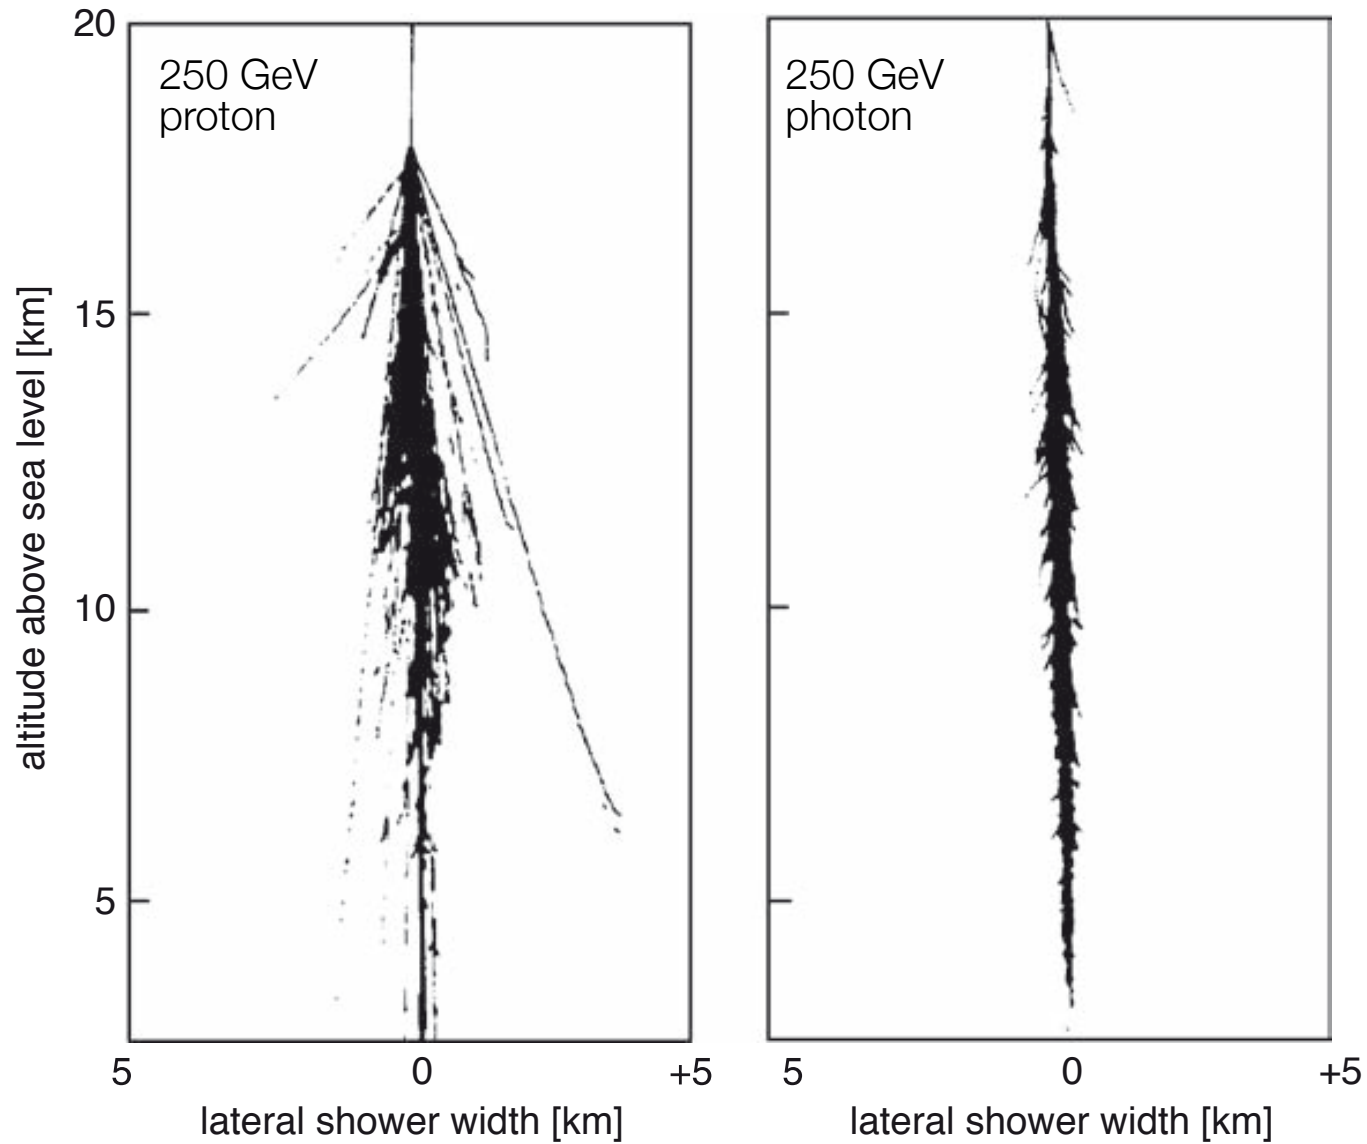 20
250 GeV
proton
15
10
5
altitude above sea level [km]
5 0 +5
lateral shower width [km]
250 GeV
photon
5 0 +5
lateral shower width [km]